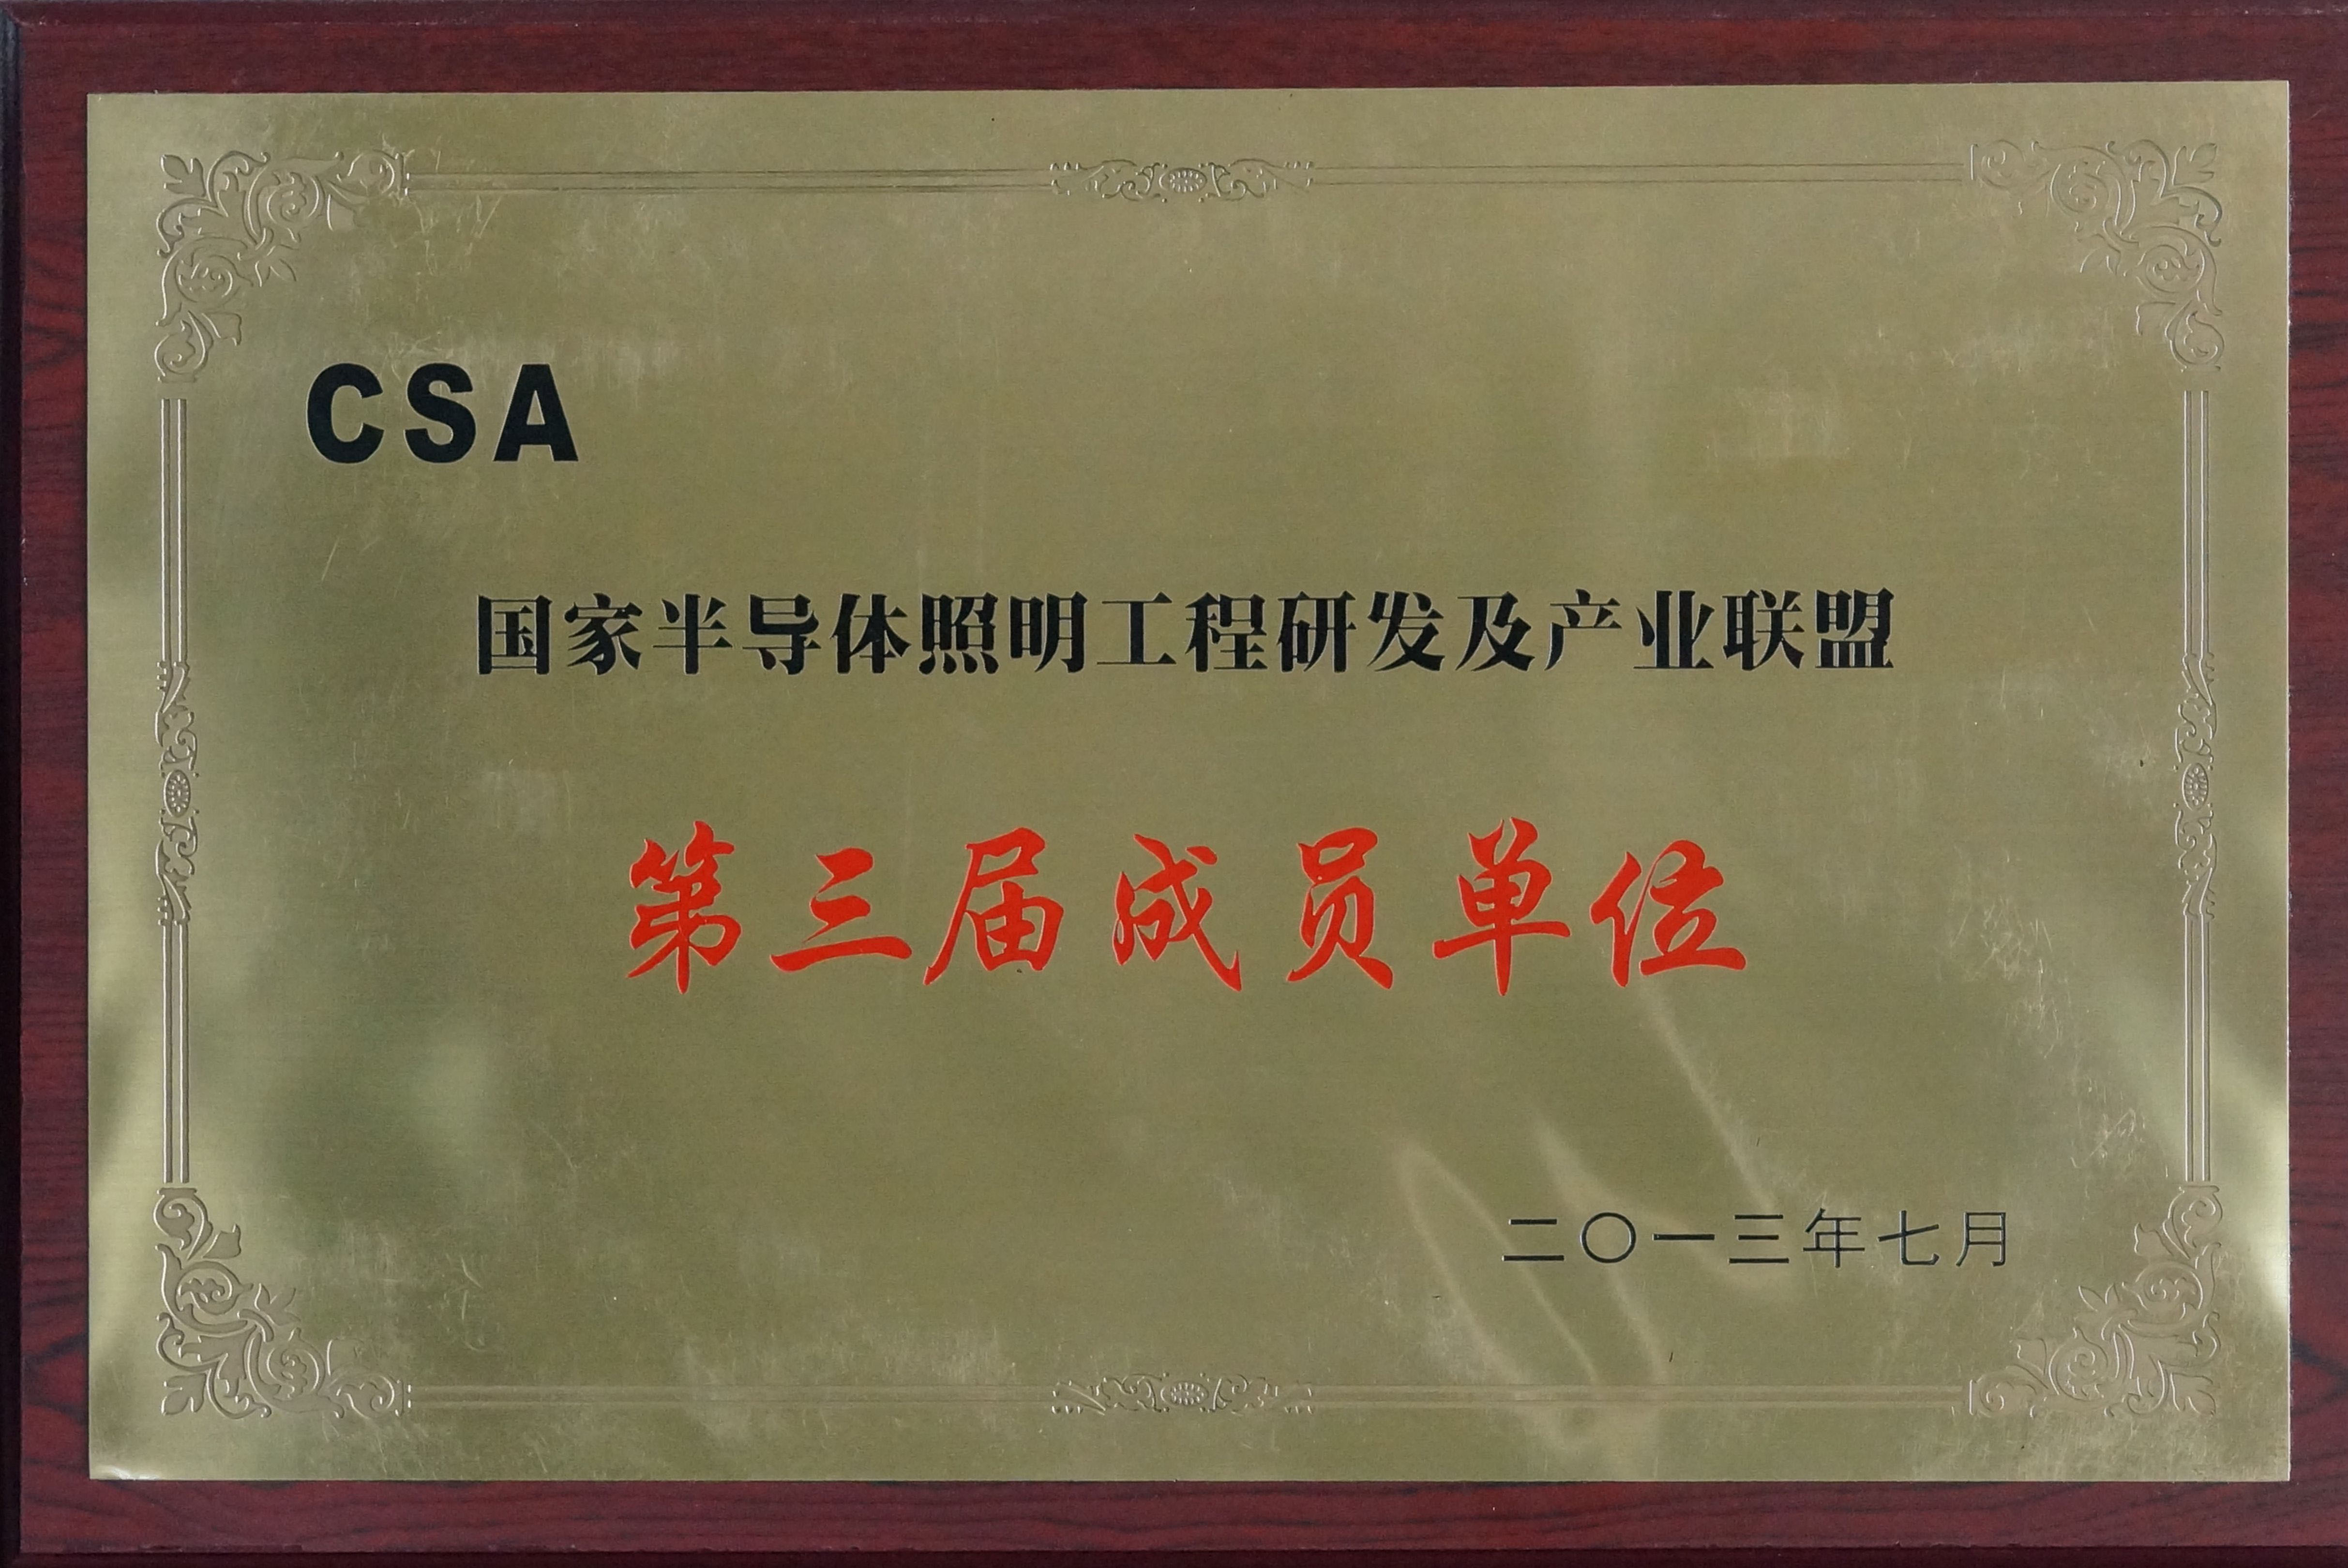 CSA
国家半导体照明工程研发及产业联盟
第三届成员单位
二〇一三年七月